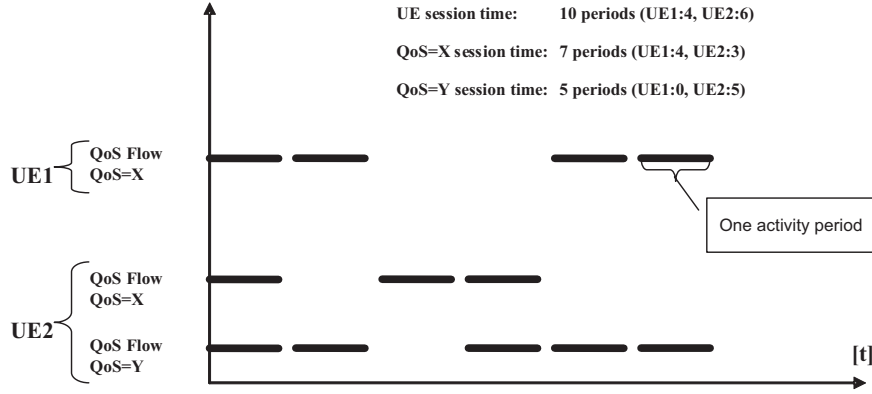 UE session time: 10 periods (UE1:4, UE2:6)
QoS=X session time: 7 periods (UE1:4, UE2:3)
QoS=Y session time: 5 periods (UE1:0, UE2:5)
UE1
QoS Flow
QoS=X
One activity period
UE2
QoS Flow
QoS=X
QoS Flow
QoS=Y
[t]